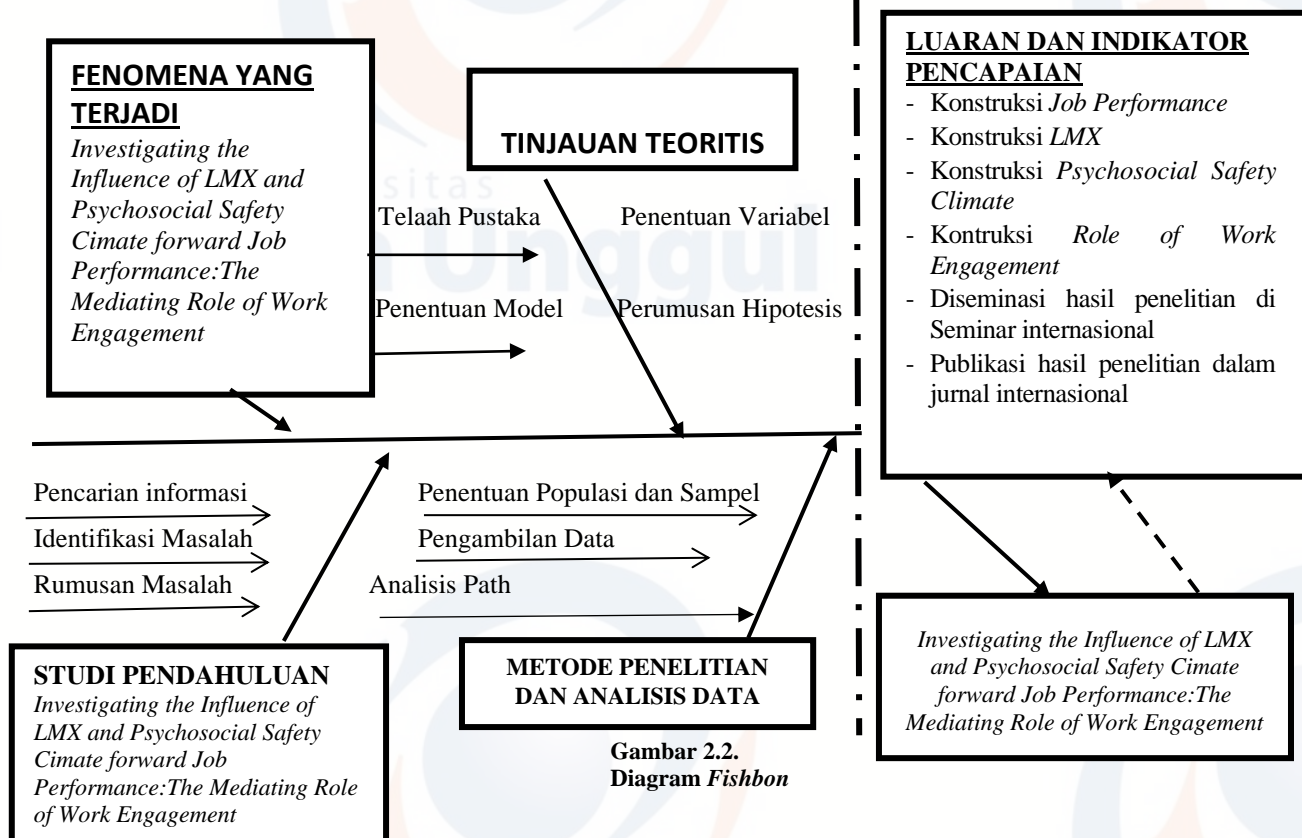 FENOMENA YANG
TERJADI
Investigating the
Influence of LMX and
Psychosocial Safety
Cimate forward Job
Performance:The
Mediating Role of Work
Engagement
TINJAUAN TEORITIS
Telaah Pustaka
Penentuan Variabel
Penentuan Model
Perumusan Hipotesis
sitas
Unggul
Pencarian informasi
Identifikasi Masalah
Rumusan Masalah
Penentuan Populasi dan Sampel
Pengambilan Data
Analisis Path
STUDI PENDAHULUAN
Investigating the Influence of
LMX and Psychosocial Safety
Cimate forward Job
Performance:The Mediating Role
of Work Engagement
METODE PENELITIAN
DAN ANALISIS DATA
LUARAN DAN INDIKATOR
PENCAPAIAN
- Konstruksi Job Performance
- Konstruksi LMX
- Konstruksi Psychosocial Safety
Climate
- Kontruksi Role of Work
Engagement
- Diseminasi hasil penelitian di
Seminar internasional
- Publikasi hasil penelitian dalam
jurnal internasional
Investigating the Influence of LMX
and Psychosocial Safety Cimate
forward Job Performance:The
Mediating Role of Work Engagement
Gambar 2.2.
Diagram Fishbon